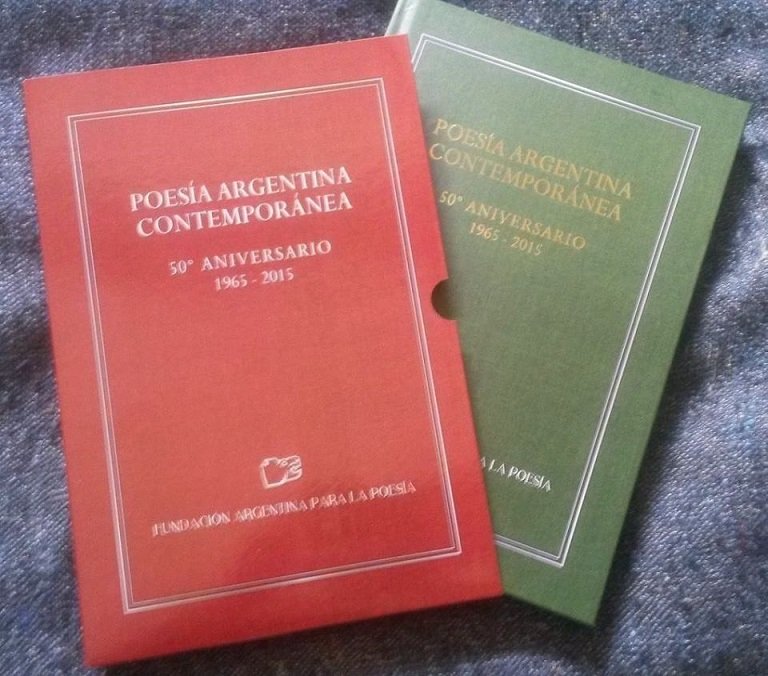 POESÍA ARGENTINA
CONTEMPORÁNEA
50° ANIVERSARIO
1965 - 2015
FUNDACIÓN ARGENTINA PARA LA POESÍA
POESÍA ARGENTINA
CONTEMPORÁNEA
50° ANIVERSARIO
1965 - 2015
A LA POESÍA